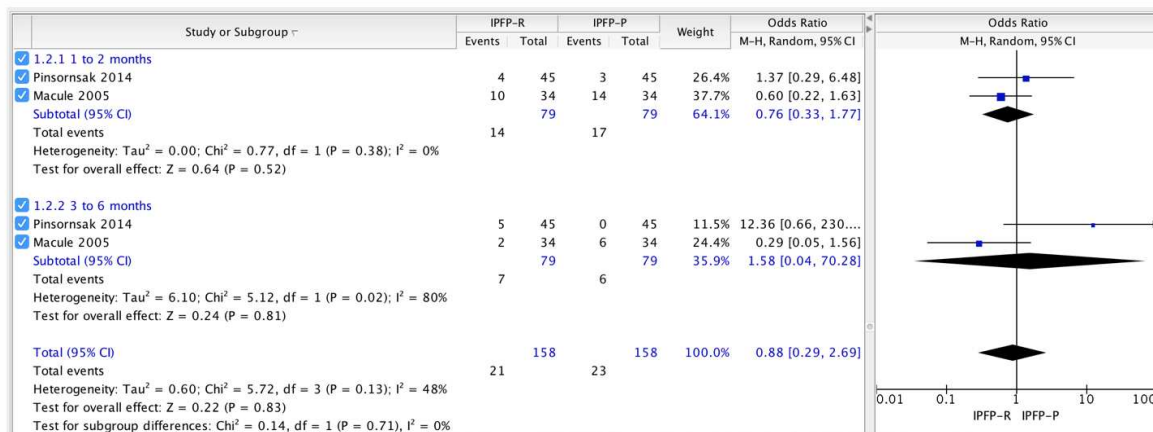 IPFP-R IPFP-P Odds Ratio Odds Ratio
Study or Subgroup Events Total Events Total Weight M-H, Random, 95% CI M-H, Random, 95% CI
1.2.1 1 to 2 months
Pinsornsak 2014 4 45 3 45 26.4% 1.37 [0.29, 6.48]
Macule 2005 10 34 14 34 37.7% 0.60 [0.22, 1.63]
Subtotal (95% CI) 79 79 64.1% 0.76 [0.33, 1.77]
Total events 14 17
Heterogeneity: Tau² = 0.00; Chi² = 0.77, df = 1 (P = 0.38); I² = 0%
Test for overall effect: Z = 0.64 (P = 0.52)
1.2.2 3 to 6 months
Pinsornsak 2014 5 45 0 45 11.5% 12.36 [0.66, 230....
Macule 2005 2 34 6 34 24.4% 0.29 [0.05, 1.56]
Subtotal (95% CI) 79 79 35.9% 1.58 [0.04, 70.28]
Total events 7 6
Heterogeneity: Tau² = 6.10; Chi² = 5.12, df = 1 (P = 0.02); I² = 80%
Test for overall effect: Z = 0.24 (P = 0.81)
Total (95% CI) 158 158 100.0% 0.88 [0.29, 2.69]
Total events 21 23
Heterogeneity: Tau² = 0.60; Chi² = 5.72, df = 3 (P = 0.13); I² = 48%
Test for overall effect: Z = 0.22 (P = 0.83)
Test for subgroup differences: Chi² = 0.14, df = 1 (P = 0.71), I² = 0%
0.01 0.1 1 10 100
IPFP-R IPFP-P